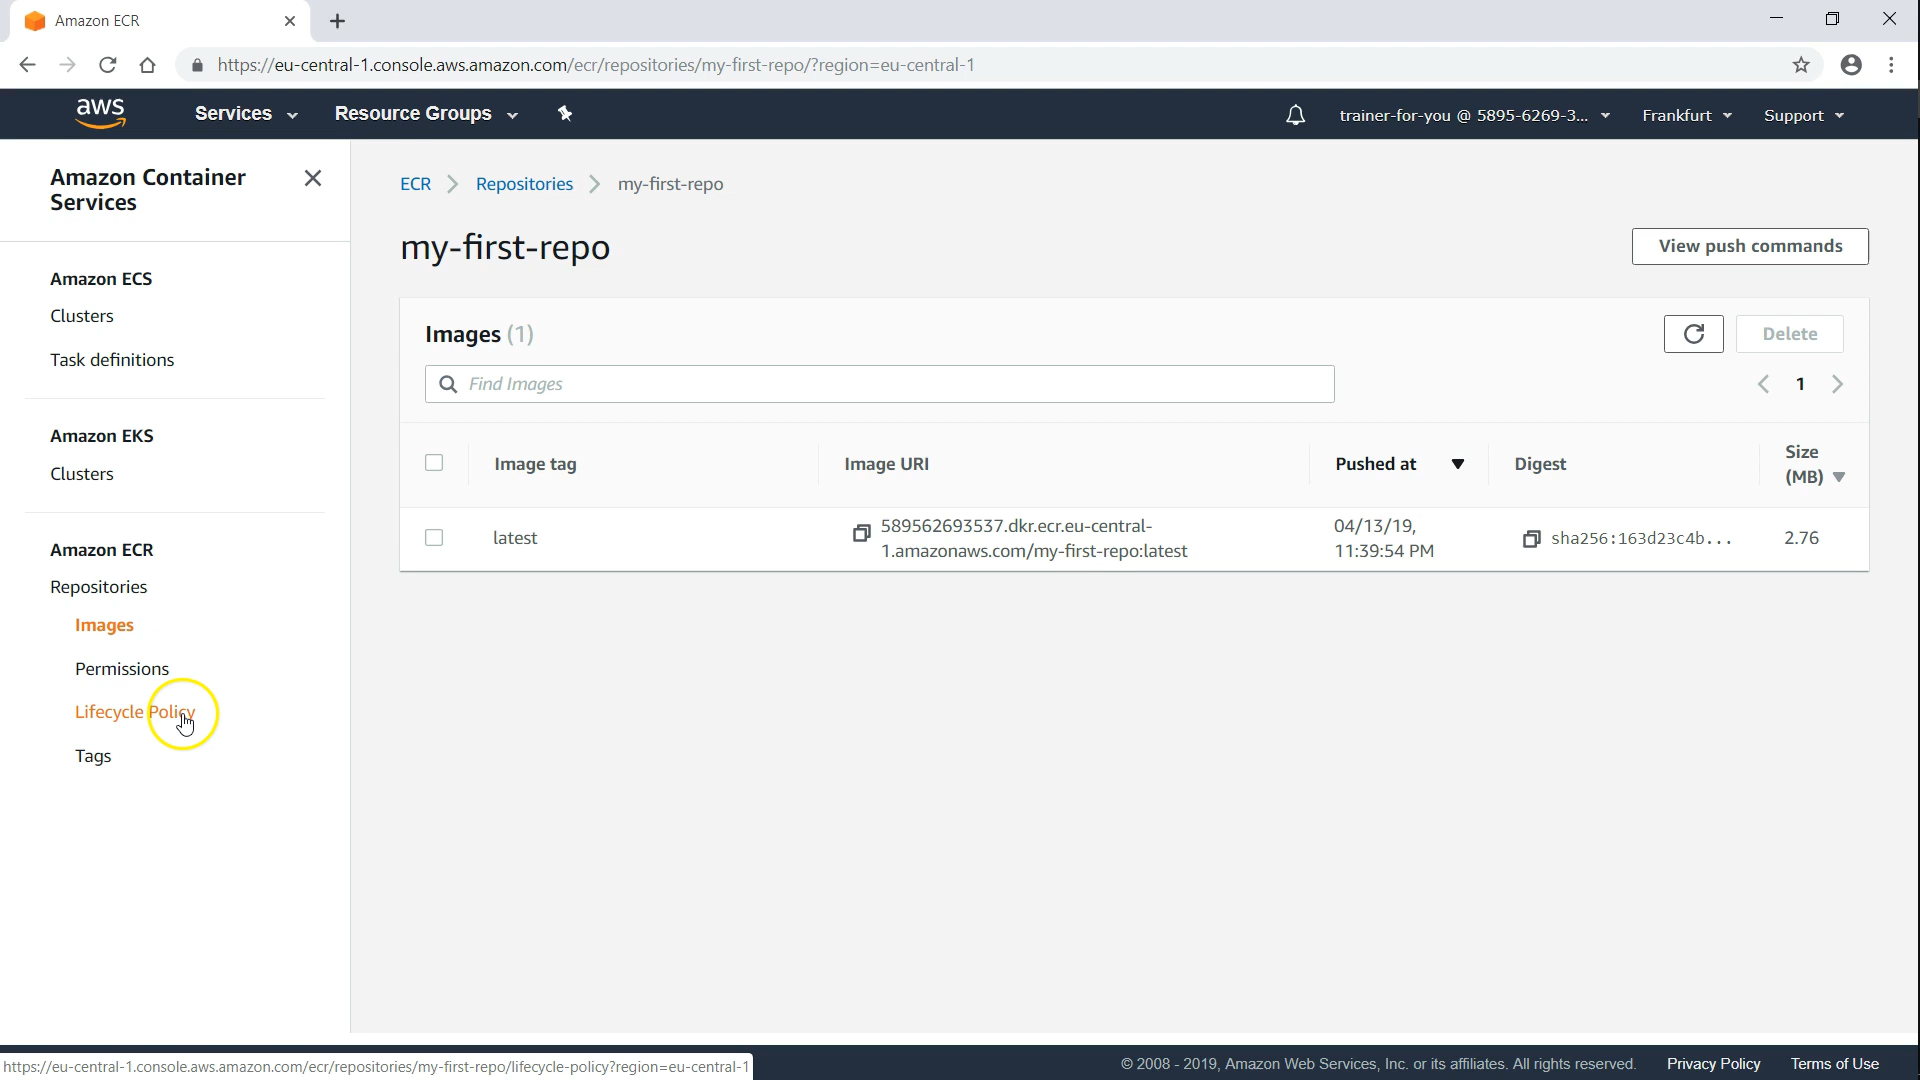 Amazon ECR
https://eu-central-1.console.aws.amazon.com/ecr/repositories/my-first-repo/?region=eu-central-1
aws
Services
Resource Groups
trainer-for-you @ 5895-6269-3...
Frankfurt
Support
Amazon Container
Services
Amazon ECS
Clusters
Task definitions
Amazon EKS
Clusters
Amazon ECR
Repositories
Images
Permissions
Lifecycle Policy
Tags
ECR
Repositories
my-first-repo
my-first-repo
View push commands
Images (1)
Delete
Find Images
1
Image tag
Image URI
Pushed at
Digest
Size
(MB)
latest
589562693537.dkr.ecr.eu-central-
1.amazonaws.com/my-first-repo:latest
04/13/19,
11:39:54 PM
sha256:163d23c4b...
2.76
https://eu-central-1.console.aws.amazon.com/ecr/repositories/my-first-repo/lifecycle-policy?region=eu-central-1
© 2008 - 2019, Amazon Web Services, Inc. or its affiliates. All rights reserved.
Privacy Policy
Terms of Use